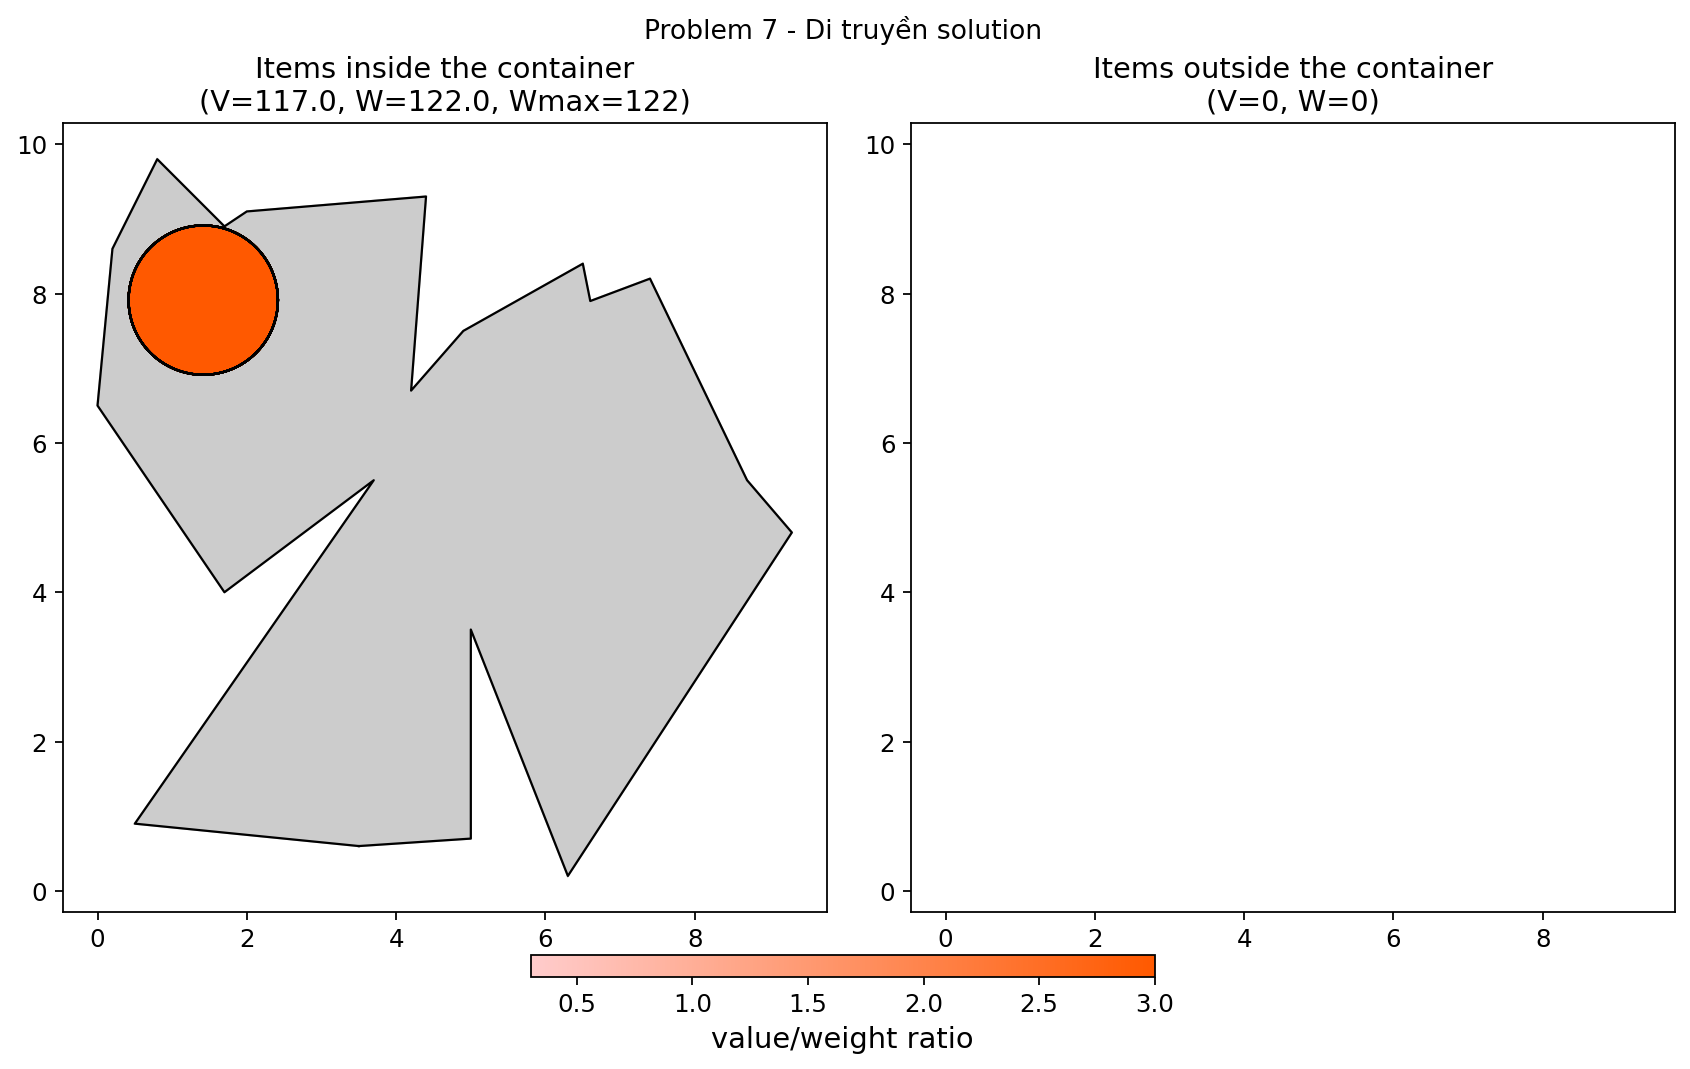 Problem 7 - Di truyền solution
Items inside the container
(V=117.0, W=122.0, Wmax=122)
Items outside the container
(V=0, W=0)
10
8
6
4
2
0
0 2 4 6 8
10
8
6
4
2
0
0 2 4 6 8
0.5 1.0 1.5 2.0 2.5 3.0
value/weight ratio